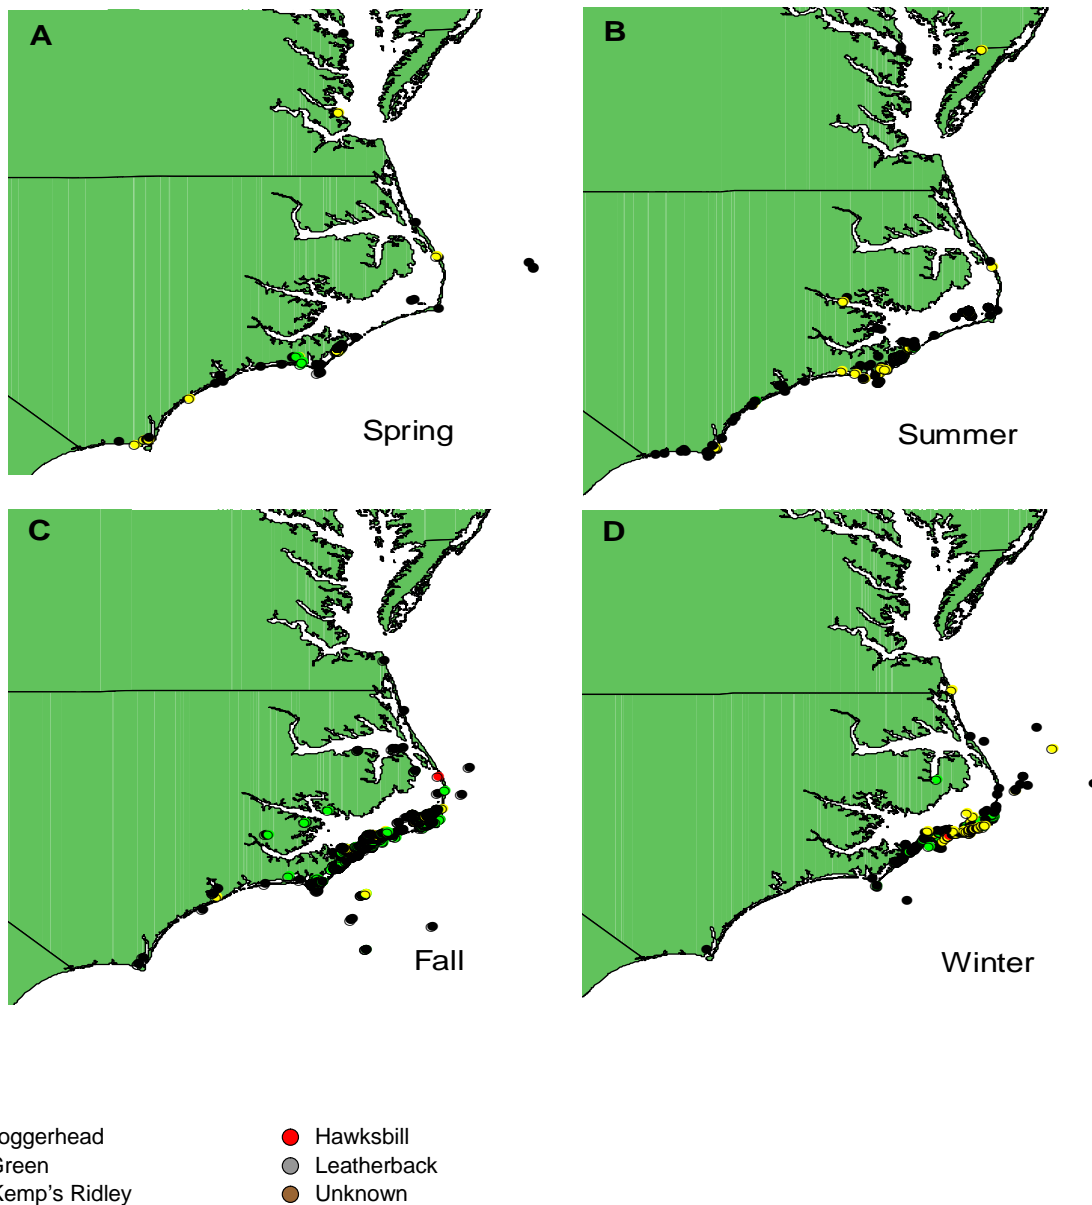 A
B
Spring
Summer
C
D
Fall
Winter
oggerhead
Green
Kemp's Ridley
Hawksbill
Leatherback
Unknown